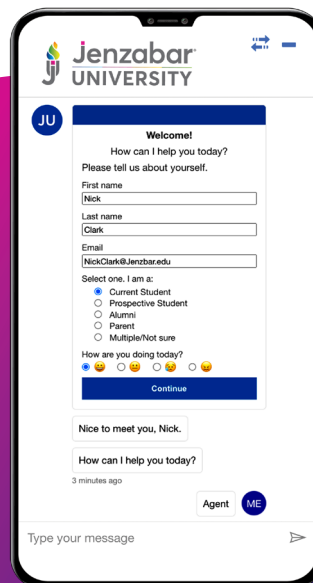 Jenzabar
UNIVERSITY
JU
Welcome!
How can I help you today?
Please tell us about yourself.
First name
Nick
Last name
Clark
Email
NickClark@Jenzbar.edu
Select one. I am a:
Current Student
Prospective Student
Alumni
Parent
Multiple/Not sure
How are you doing today?
Continue
Nice to meet you, Nick.
How can I help you today?
3 minutes ago
Agent ME
Type your message